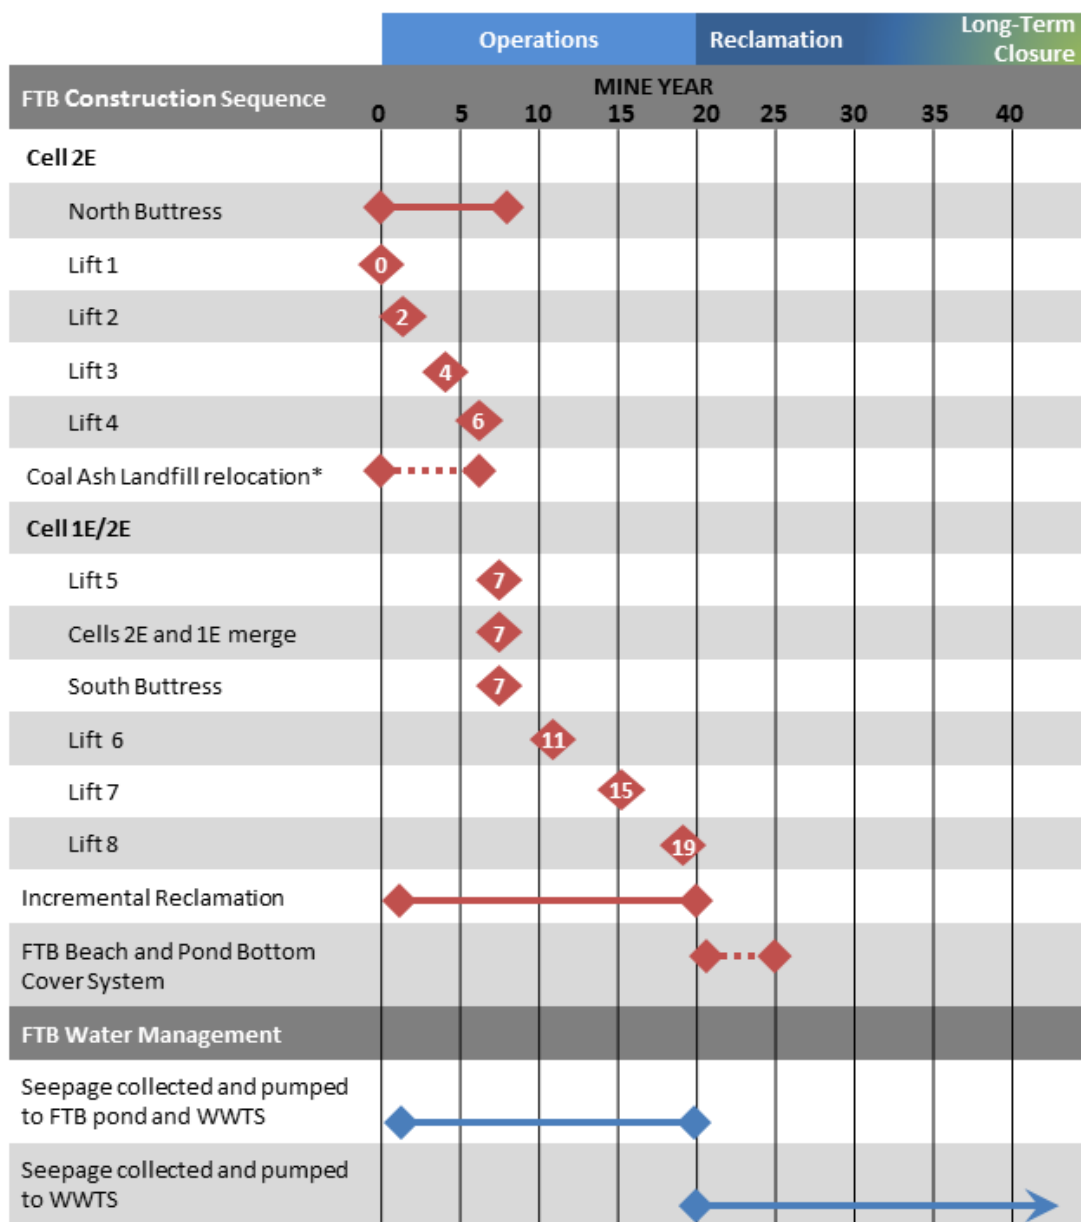 Operations
Reclamation
Long-Term
Closure
FTB Construction Sequence
MINE YEAR
0 5 10 15 20 25 30 35 40
Cell 2E
North Buttress
Lift 1
0
Lift 2
2
Lift 3
4
Lift 4
6
Coal Ash Landfill relocation*
Cell 1E/2E
Lift 5
7
Cells 2E and 1E merge
7
South Buttress
7
Lift 6
11
Lift 7
15
Lift 8
19
Incremental Reclamation
FTB Beach and Pond Bottom
Cover System
FTB Water Management
Seepage collected and pumped
to FTB pond and WWTS
Seepage collected and pumped
to WWTS